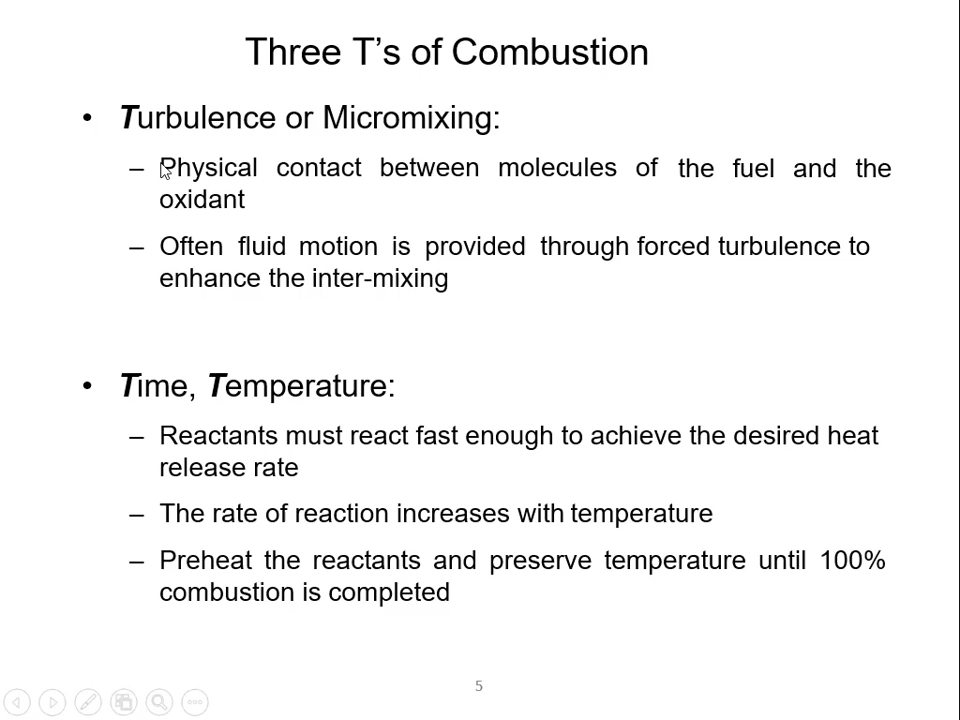 Three T’s of Combustion
• Turbulence or Micromixing:
– Physical contact between molecules of the fuel and the
oxidant
– Often fluid motion is provided through forced turbulence to
enhance the inter-mixing
• Time, Temperature:
– Reactants must react fast enough to achieve the desired heat
release rate
– The rate of reaction increases with temperature
– Preheat the reactants and preserve temperature until 100%
combustion is completed
5